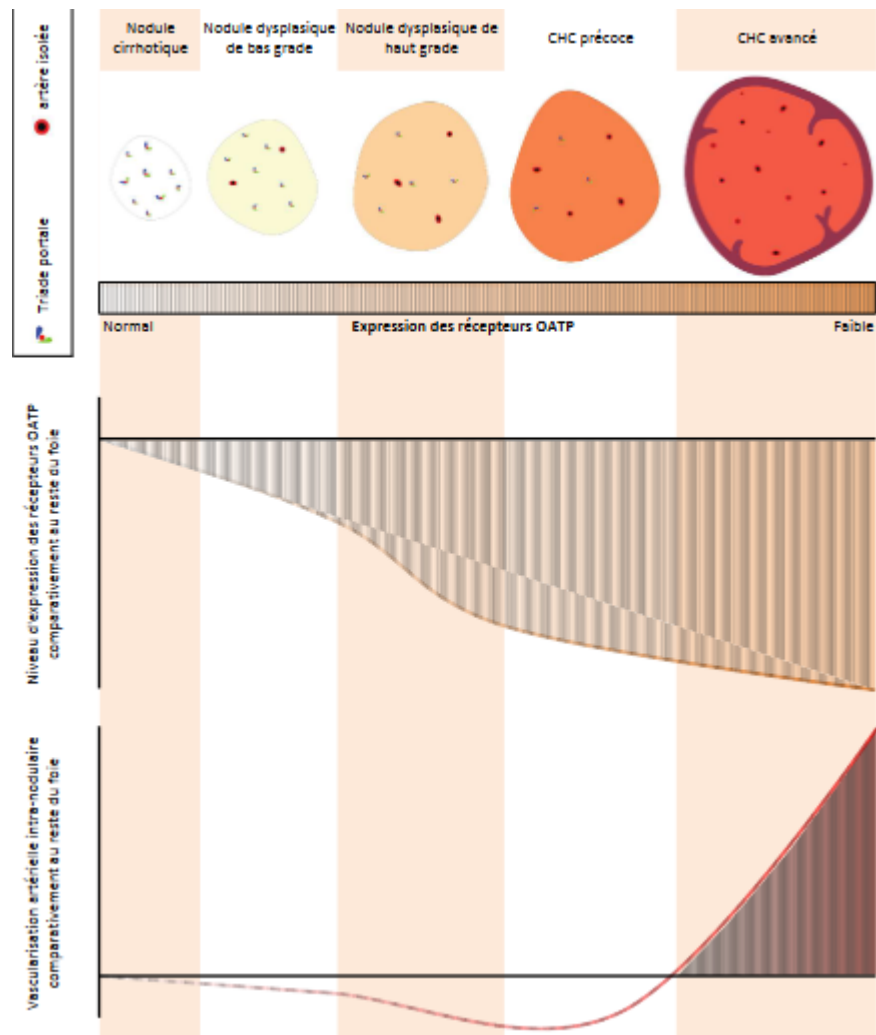 Nodule
cirrhotique
Nodule dysplasique
de bas grade
Nodule dysplasique de
haut grade
CHC précoce
CHC avancé
artère isolée
Triade portale
Normal
Expression des récepteurs OATP
Faible
Niveau d'expression des récepteurs OATP
comparativement au reste du foie
Vascularisation artérielle intra-nodulaire
comparativement au reste du foie